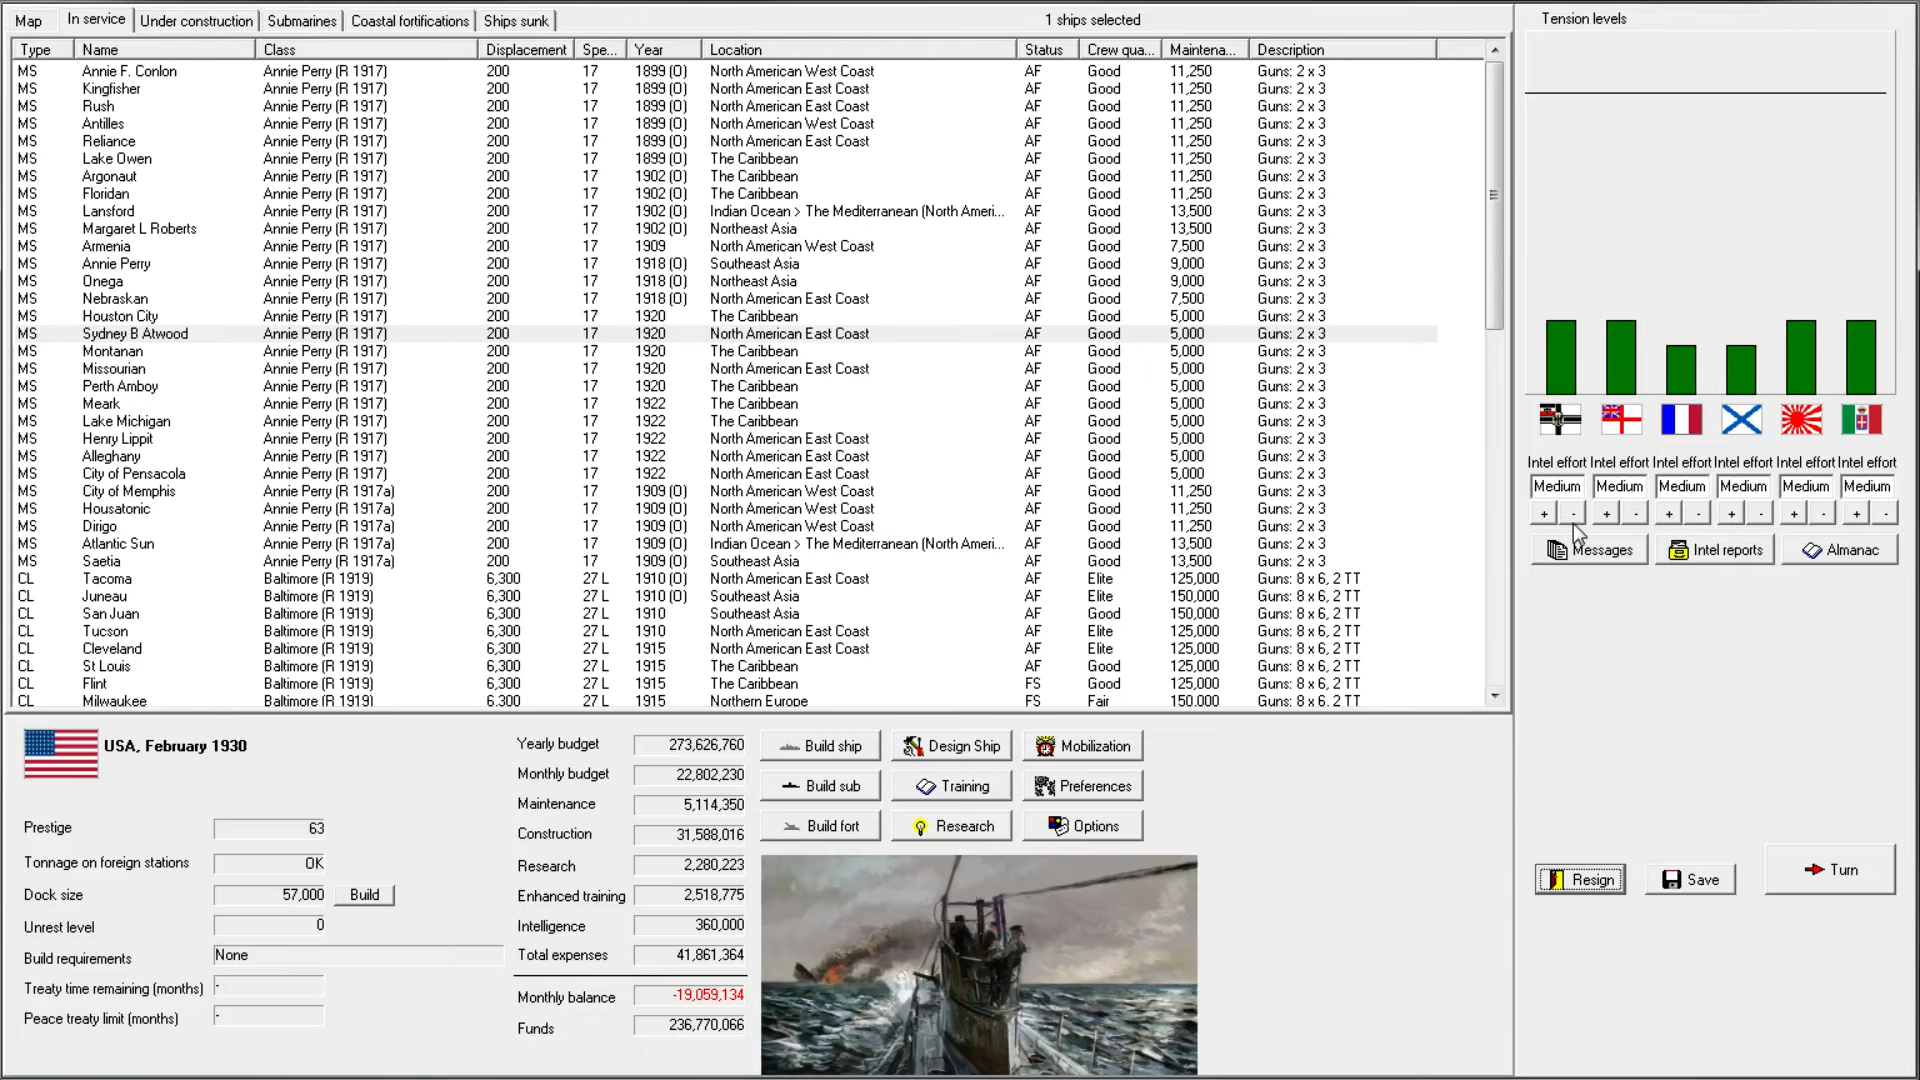 Map In service Under construction Submarines Coastal fortifications Ships sunk 1 ships selected
Type Name Class Displacement Spe... Year Location Status Crew qua... Maintena... Description
MS Annie F. Conlon Annie Perry (R 1917) 200 17 1899 (O) North American West Coast AF Good 11,250 Guns: 2 x 3
MS Kingfisher Annie Perry (R 1917) 200 17 1899 (O) North American East Coast AF Good 11,250 Guns: 2 x 3
MS Rush Annie Perry (R 1917) 200 17 1899 (O) North American East Coast AF Good 11,250 Guns: 2 x 3
MS Antilles Annie Perry (R 1917) 200 17 1899 (O) North American West Coast AF Good 11,250 Guns: 2 x 3
MS Reliance Annie Perry (R 1917) 200 17 1899 (O) North American East Coast AF Good 11,250 Guns: 2 x 3
MS Lake Owen Annie Perry (R 1917) 200 17 1899 (O) The Caribbean AF Good 11,250 Guns: 2 x 3
MS Argonaut Annie Perry (R 1917) 200 17 1902 (O) The Caribbean AF Good 11,250 Guns: 2 x 3
MS Floridan Annie Perry (R 1917) 200 17 1902 (O) The Caribbean AF Good 11,250 Guns: 2 x 3
MS Lansford Annie Perry (R 1917) 200 17 1902 (O) Indian Ocean > The Mediterranean (North Ameri... AF Good 13,500 Guns: 2 x 3
MS Margaret L Roberts Annie Perry (R 1917) 200 17 1902 (O) Northeast Asia AF Good 13,500 Guns: 2 x 3
MS Armenia Annie Perry (R 1917) 200 17 1909 North American West Coast AF Good 7,500 Guns: 2 x 3
MS Annie Perry Annie Perry (R 1917) 200 17 1918 (O) Southeast Asia AF Good 9,000 Guns: 2 x 3
MS Onega Annie Perry (R 1917) 200 17 1918 (O) Northeast Asia AF Good 9,000 Guns: 2 x 3
MS Nebraskan Annie Perry (R 1917) 200 17 1918 (O) North American East Coast AF Good 7,500 Guns: 2 x 3
MS Houston City Annie Perry (R 1917) 200 17 1920 The Caribbean AF Good 5,000 Guns: 2 x 3
MS Sydney B Atwood Annie Perry (R 1917) 200 17 1920 North American East Coast AF Good 5,000 Guns: 2 x 3
MS Montanan Annie Perry (R 1917) 200 17 1920 The Caribbean AF Good 5,000 Guns: 2 x 3
MS Missourian Annie Perry (R 1917) 200 17 1920 North American East Coast AF Good 5,000 Guns: 2 x 3
MS Perth Amboy Annie Perry (R 1917) 200 17 1920 The Caribbean AF Good 5,000 Guns: 2 x 3
MS Meark Annie Perry (R 1917) 200 17 1922 The Caribbean AF Good 5,000 Guns: 2 x 3
MS Lake Michigan Annie Perry (R 1917) 200 17 1922 The Caribbean AF Good 5,000 Guns: 2 x 3
MS Henry Lippit Annie Perry (R 1917) 200 17 1922 North American East Coast AF Good 5,000 Guns: 2 x 3
MS Alleghany Annie Perry (R 1917) 200 17 1922 North American East Coast AF Good 5,000 Guns: 2 x 3
MS City of Pensacola Annie Perry (R 1917) 200 17 1922 North American East Coast AF Good 5,000 Guns: 2 x 3
MS City of Memphis Annie Perry (R 1917a) 200 17 1909 (O) North American West Coast AF Good 11,250 Guns: 2 x 3
MS Housatonic Annie Perry (R 1917a) 200 17 1909 (O) North American West Coast AF Good 11,250 Guns: 2 x 3
MS Dirigo Annie Perry (R 1917a) 200 17 1909 (O) North American West Coast AF Good 11,250 Guns: 2 x 3
MS Atlantic Sun Annie Perry (R 1917a) 200 17 1909 (O) Indian Ocean > The Mediterranean (North Ameri... AF Good 13,500 Guns: 2 x 3
MS Saetia Annie Perry (R 1917a) 200 17 1909 (O) Southeast Asia AF Good 13,500 Guns: 2 x 3
CL Tacoma Baltimore (R 1919) 6,300 27 L 1910 (O) North American East Coast AF Elite 125,000 Guns: 8 x 6, 2 TT
CL Juneau Baltimore (R 1919) 6,300 27 L 1910 (O) Southeast Asia AF Elite 150,000 Guns: 8 x 6, 2 TT
CL San Juan Baltimore (R 1919) 6,300 27 L 1910 Southeast Asia AF Good 150,000 Guns: 8 x 6, 2 TT
CL Tucson Baltimore (R 1919) 6,300 27 L 1910 North American East Coast AF Elite 125,000 Guns: 8 x 6, 2 TT
CL Cleveland Baltimore (R 1919) 6,300 27 L 1915 North American East Coast AF Elite 125,000 Guns: 8 x 6, 2 TT
CL St Louis Baltimore (R 1919) 6,300 27 L 1915 The Caribbean AF Good 125,000 Guns: 8 x 6, 2 TT
CL Flint Baltimore (R 1919) 6,300 27 L 1915 The Caribbean FS Good 125,000 Guns: 8 x 6, 2 TT
CL Milwaukee Baltimore (R 1919) 6,300 27 L 1915 Northern Europe FS Fair 150,000 Guns: 8 x 6, 2 TT
Tension levels
Intel effort Intel effort Intel effort Intel effort Intel effort Intel effort
Medium Medium Medium Medium Medium Medium
+ - + - + - + - + - + -
Messages Intel reports Almanac
USA, February 1930
Prestige 63
Tonnage on foreign stations OK
Dock size 57,000 Build
Unrest level 0
Build requirements None
Treaty time remaining (months) -
Peace treaty limit (months) -
Yearly budget 273,626,760
Monthly budget 22,802,230
Maintenance 5,114,350
Construction 31,588,016
Research 2,280,223
Enhanced training 2,518,775
Intelligence 360,000
Total expenses 41,861,364
Monthly balance -19,059,134
Funds 236,770,066
Build ship Design Ship Mobilization
Build sub Training Preferences
Build fort Research Options
Resign Save Turn